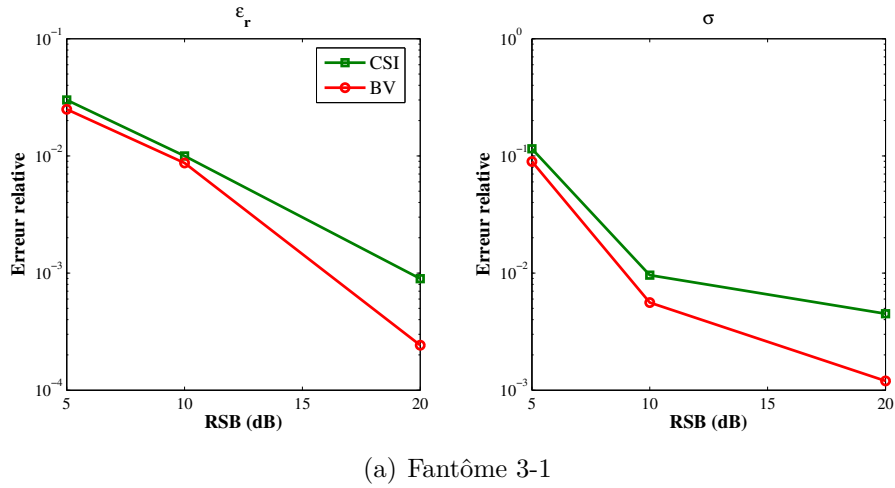 ε_r
10^-1
10^-2
10^-3
10^-4
Erreur relative
5
10
15
20
RSB (dB)
CSI
BV
σ
10^0
10^-1
10^-2
10^-3
Erreur relative
5
10
15
20
RSB (dB)
(a) Fantôme 3-1